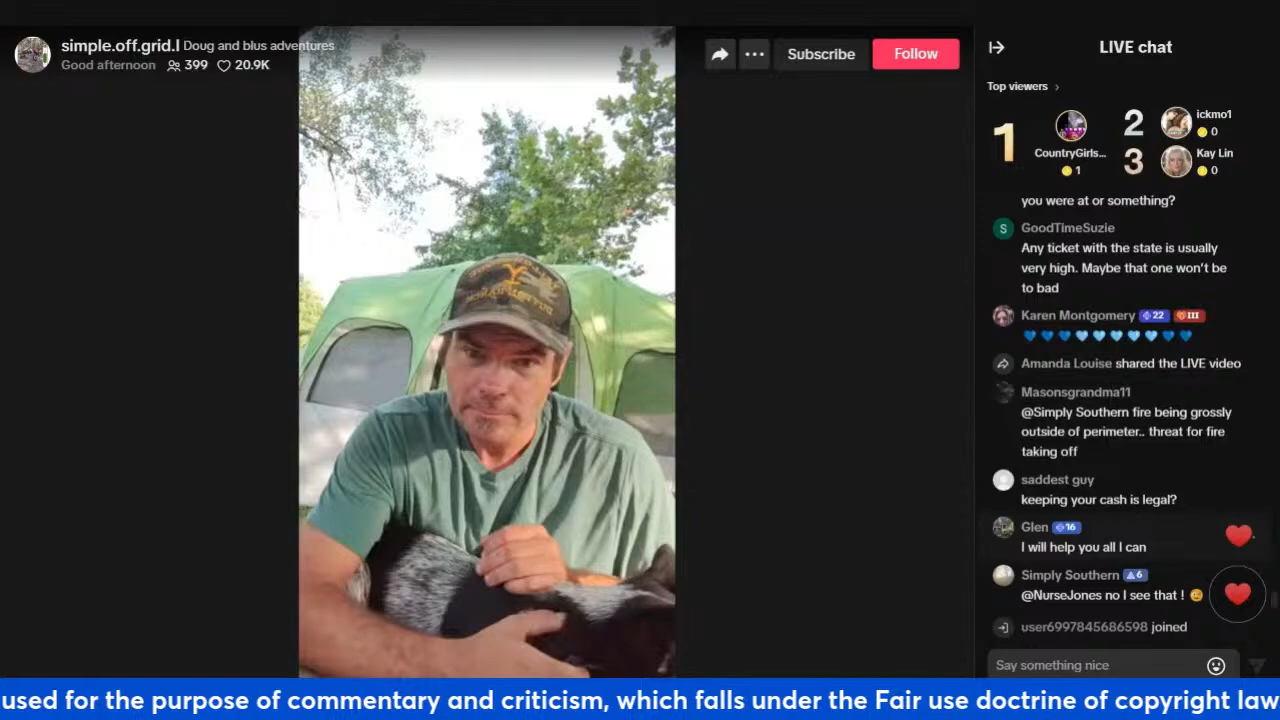 simple.off.grid.l Doug and blus adventures
Good afternoon 399 20.9K
Subscribe
Follow
LIVE chat
Top viewers
1
CountryGirls...
1
2
ickmo1
0
3
Kay Lin
0
you were at or something?
S
GoodTimeSuzie
Any ticket with the state is usually
very high. Maybe that one won't be
to bad
Karen Montgomery 22 III
💙💙💙🩵🩵🩵🩵🩵💙💙
Amanda Louise shared the LIVE video
Masonsgrandma11
@Simply Southern fire being grossly
outside of perimeter.. threat for fire
taking off
saddest guy
keeping your cash is legal?
Glen 16
I will help you all I can
Simply Southern 6
@NurseJones no I see that !
user6997845686598 joined
Say something nice
used for the purpose of commentary and criticism, which falls under the Fair use doctrine of copyright law